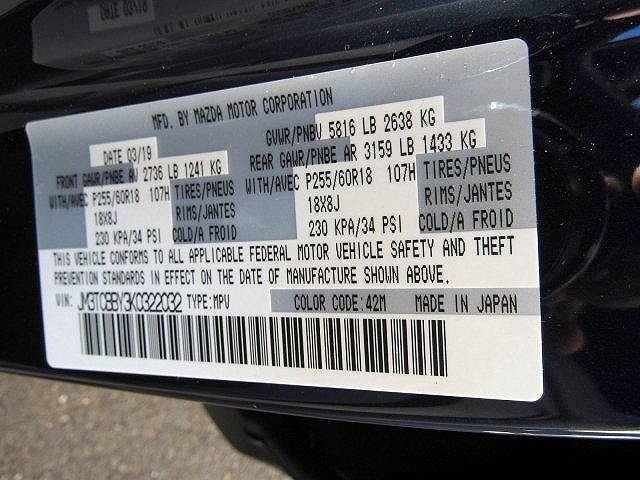 MFD. BY MAZDA MOTOR CORPORATION
DATE 03/19
GVWR/PNBV 5816 LB 2638 KG
FRONT GAWR/PNBE AV 2736 LB 1241 KG
REAR GAWR/PNBE AR 3159 LB 1433 KG
WITH/AVEC P255/60R18 107H TIRES/PNEUS
WITH/AVEC P255/60R18 107H TIRES/PNEUS
18X8J RIMS/JANTES
18X8J RIMS/JANTES
230 KPA/34 PSI COLD/A FROID
230 KPA/34 PSI COLD/A FROID
THIS VEHICLE CONFORMS TO ALL APPLICABLE FEDERAL MOTOR VEHICLE SAFETY AND THEFT
PREVENTION STANDARDS IN EFFECT ON THE DATE OF MANUFACTURE SHOWN ABOVE.
VIN: JM3TCBBY3K0322032 TYPE:MPV COLOR CODE:42M MADE IN JAPAN